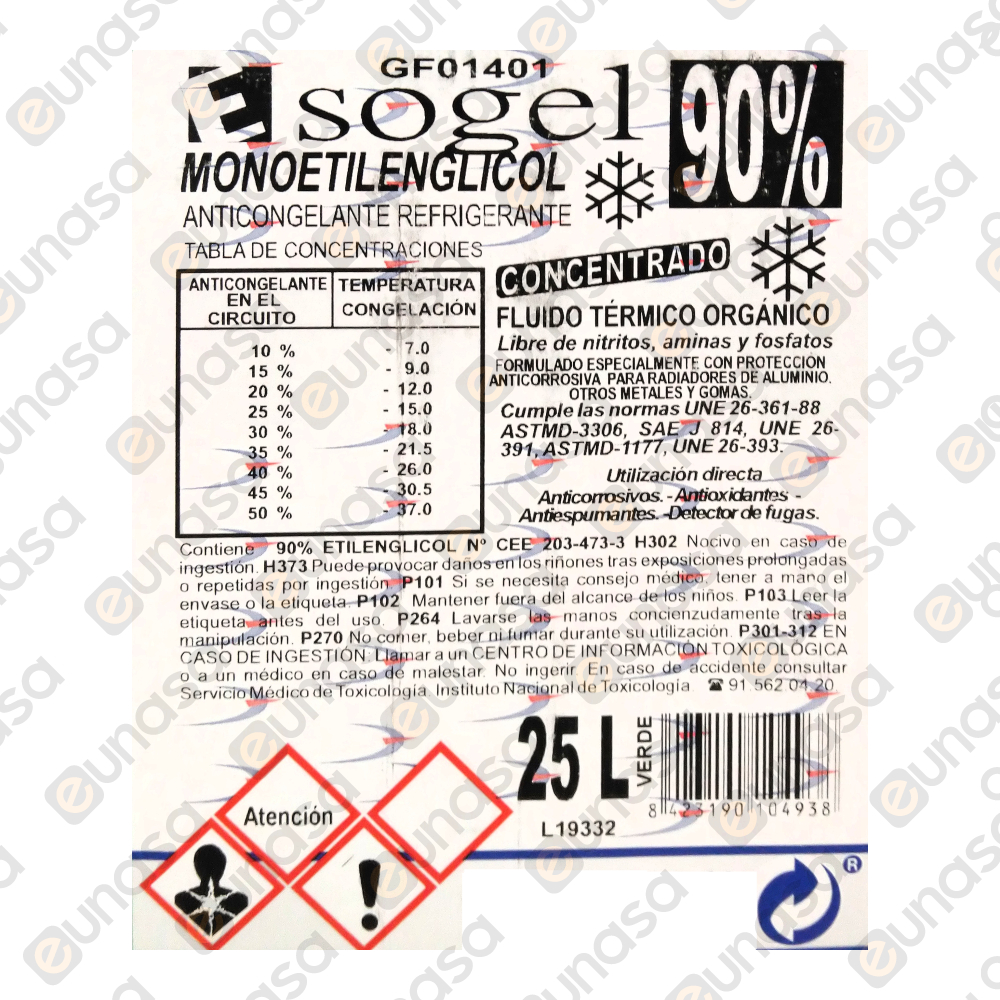 GF01401
E sogel
90%
MONOETILENGLICOL
ANTICONGELANTE REFRIGERANTE
TABLA DE CONCENTRACIONES
CONCENTRADO
ANTICONGELANTE EN EL CIRCUITO TEMPERATURA CONGELACIÓN
10 % - 7.0
15 % - 9.0
20 % - 12.0
25 % - 15.0
30 % - 18.0
35 % - 21.5
40 % - 26.0
45 % - 30.5
50 % - 37.0
FLUIDO TÉRMICO ORGÁNICO
Libre de nitritos, aminas y fosfatos
FORMULADO ESPECIALMENTE CON PROTECCIÓN
ANTICORROSIVA PARA RADIADORES DE ALUMINIO.
OTROS METALES Y GOMAS.
Cumple las normas UNE 26-361-88
ASTMD-3306, SAE J 814, UNE 26-
391, ASTMD-1177, UNE 26-393.
Utilización directa
Anticorrosivos. - Antioxidantes -
Antiespumantes. -Detector de fugas.
Contiene 90% ETILENGLICOL Nº CEE 203-473-3 H302 Nocivo en caso de
ingestión. H373 Puede provocar daños en los riñones tras exposiciones prolongadas
o repetidas por ingestión. P101 Si se necesita consejo médico, tener a mano el
envase o la etiqueta. P102 Mantener fuera del alcance de los niños. P103 Leer la
etiqueta antes del uso. P264 Lavarse las manos concienzudamente tras la
manipulación. P270 No comer, beber ni fumar durante su utilización. P301-312 EN
CASO DE INGESTIÓN: Llamar a un CENTRO DE INFORMACIÓN TOXICOLÓGICA
o a un médico en caso de malestar. No ingerir. En caso de accidente consultar
Servicio Médico de Toxicología. Instituto Nacional de Toxicología. ☎ 91.562.04.20
25 L
VERDE
8 423190 104938
L19332
Atención
®
eunasa